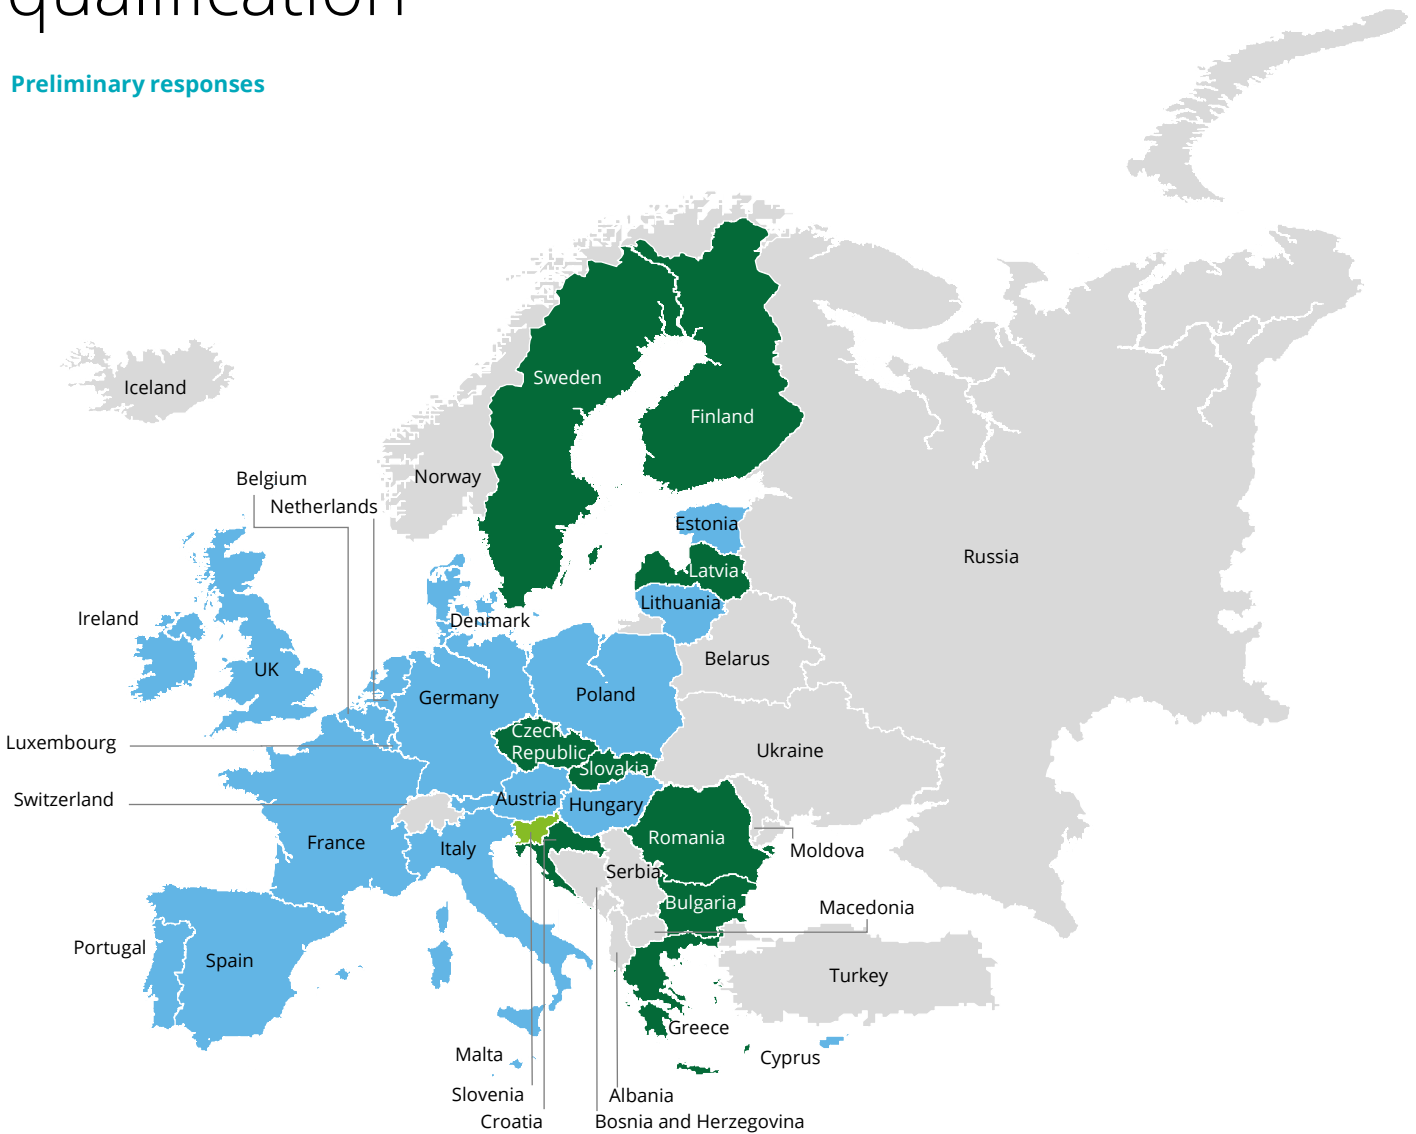 qualification
Preliminary responses
Iceland
Sweden
Finland
Norway
Belgium
Netherlands
Estonia
Russia
Latvia
Lithuania
Ireland
Denmark
Belarus
UK
Germany
Poland
Czech
Republic
Luxembourg
Ukraine
Slovakia
Switzerland
Austria
Hungary
France
Italy
Romania
Moldova
Serbia
Bulgaria
Macedonia
Portugal
Spain
Turkey
Greece
Malta
Cyprus
Slovenia
Albania
Croatia
Bosnia and Herzegovina